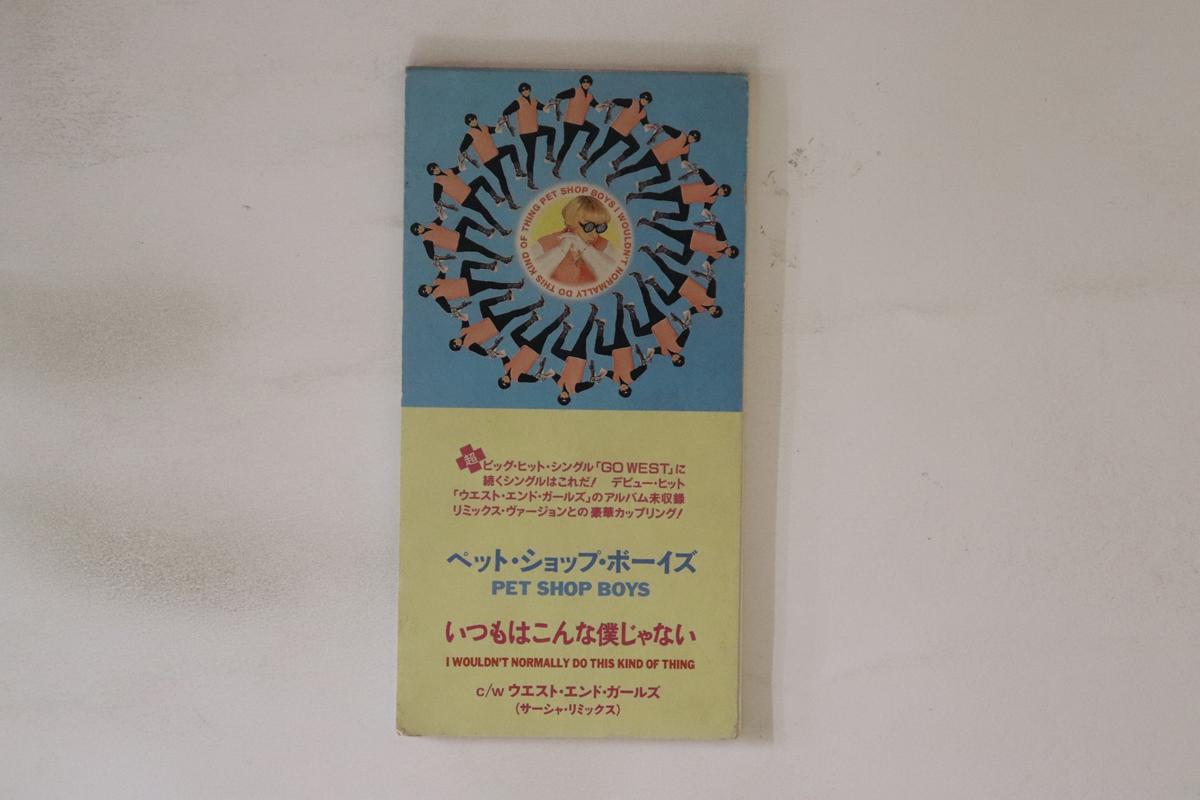 PET SHOP BOYS I WOULDN'T NORMALLY DO THIS KIND OF THING
超ビッグ・ヒット・シングル「GO WEST」に
続くシングルはこれだ! デビュー・ヒット
「ウエスト・エンド・ガールズ」のアルバム未収録
リミックス・ヴァージョンとの豪華カップリング!
ペット・ショップ・ボーイズ
PET SHOP BOYS
いつもはこんな僕じゃない
I WOULDN'T NORMALLY DO THIS KIND OF THING
c/w ウエスト・エンド・ガールズ
(サーシャ・リミックス)